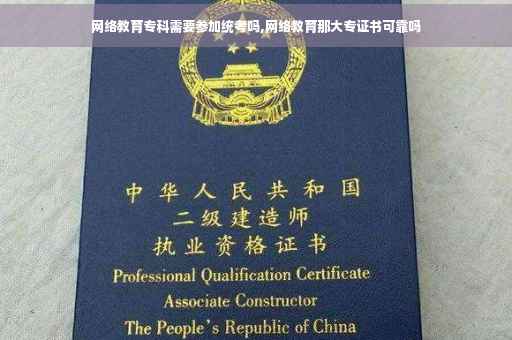 网络教育专科需要参加统考吗,网络教育那大专证书可靠吗
中华人民共和国
二级建造师
执业资格证书
Professional Qualification Certificate
Associate Constructor
The People's Republic of China